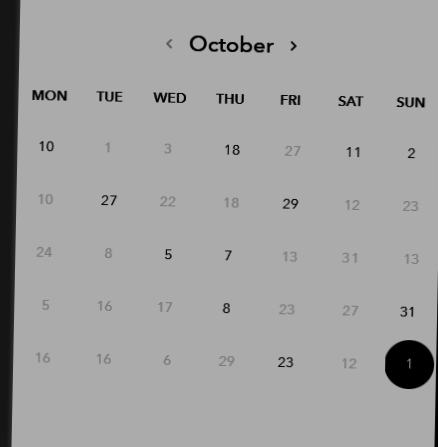 ‹ October ›
MON TUE WED THU FRI SAT SUN
10 1 3 18 27 11 2
10 27 22 18 29 12 23
24 8 5 7 13 31 13
5 16 17 8 23 27 31
16 16 6 29 23 12 1